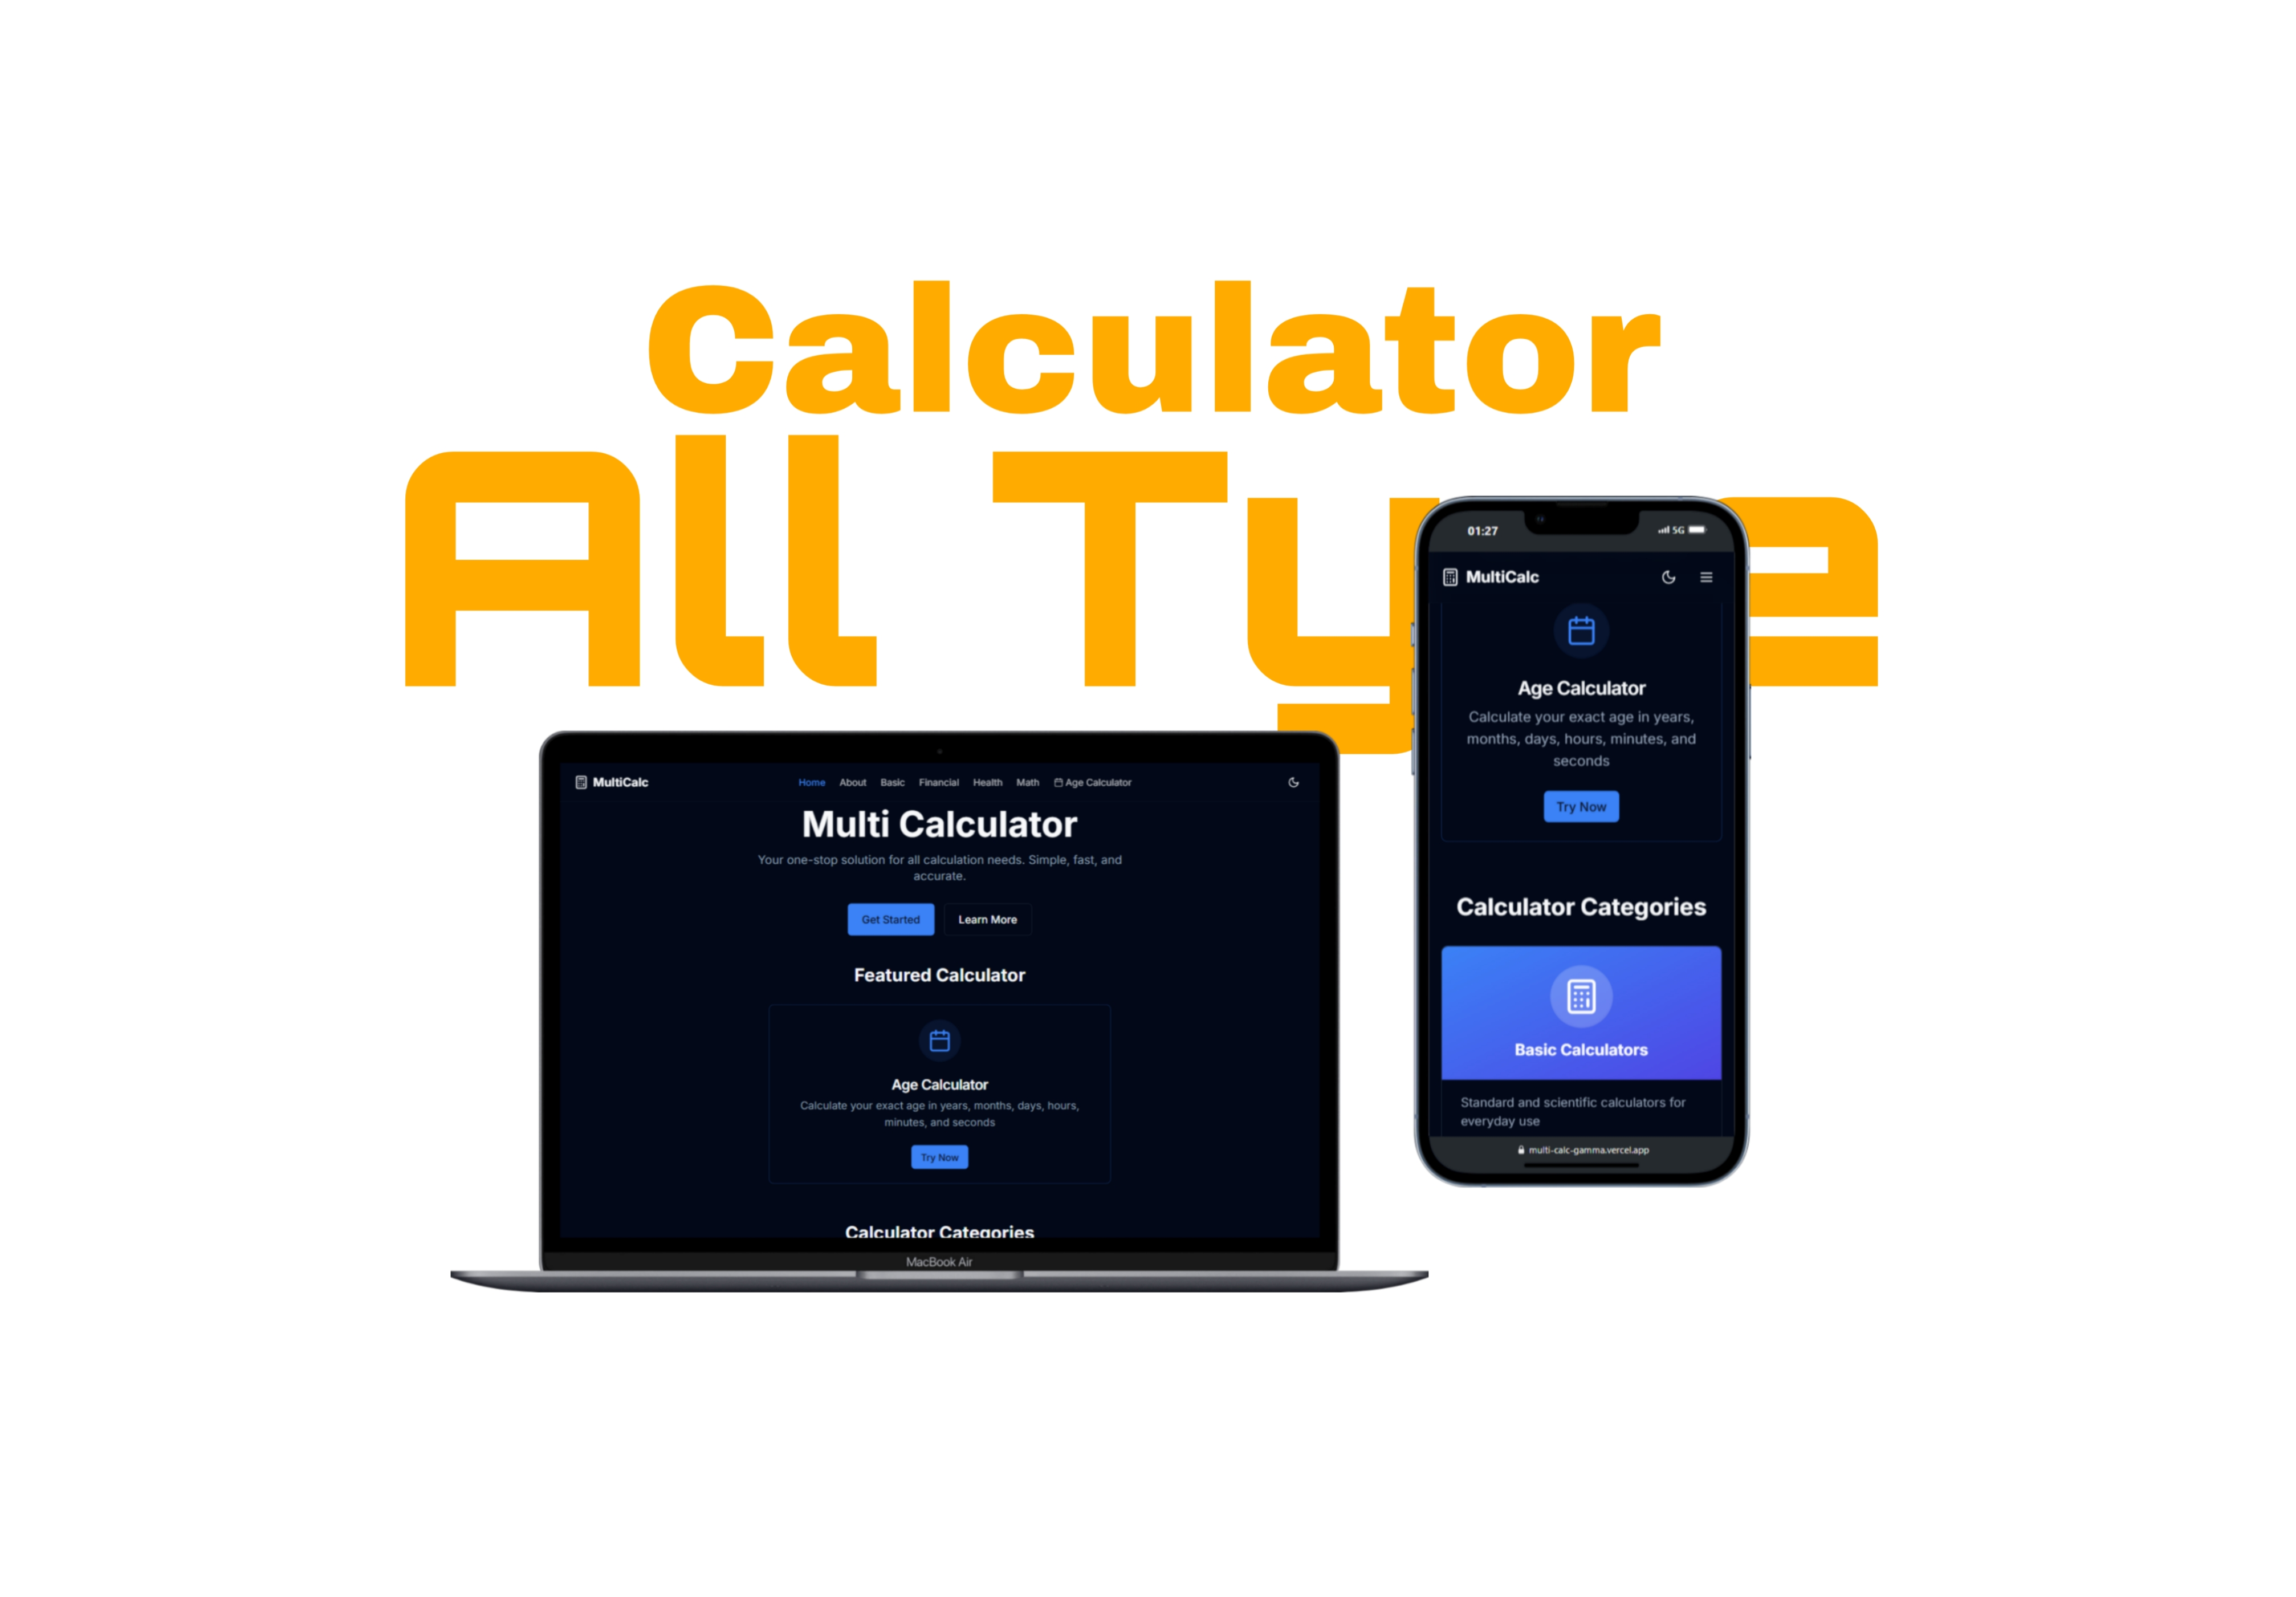 Calculator
All Ty e
MultiCalc
Home About Basic Financial Health Math Age Calculator
Multi Calculator
Your one-stop solution for all calculation needs. Simple, fast, and
accurate.
Get Started Learn More
Featured Calculator
Age Calculator
Calculate your exact age in years, months, days, hours,
minutes, and seconds
Try Now
Calculator Categories
MacBook Air
01:27 5G
MultiCalc
Age Calculator
Calculate your exact age in years,
months, days, hours, minutes, and
seconds
Try Now
Calculator Categories
Basic Calculators
Standard and scientific calculators for
everyday use
multi-calc-gamma.vercel.app